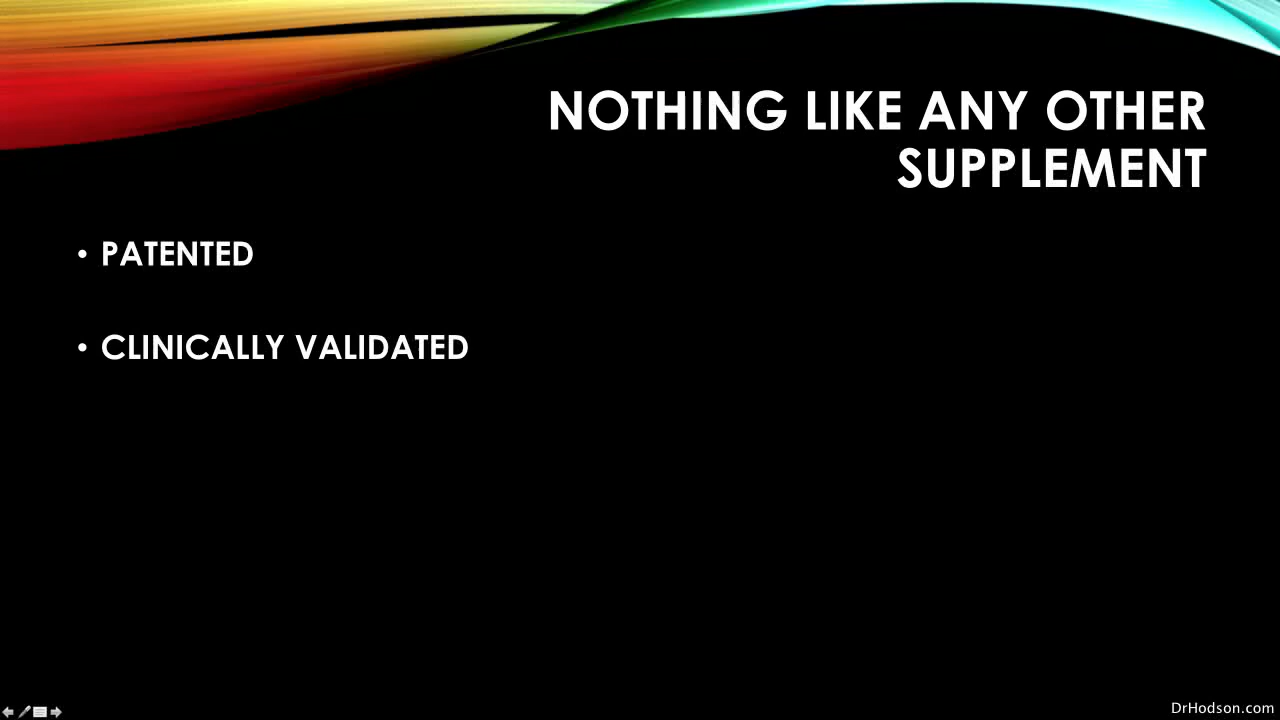 NOTHING LIKE ANY OTHER
SUPPLEMENT
• PATENTED
• CLINICALLY VALIDATED
DrHodson.com